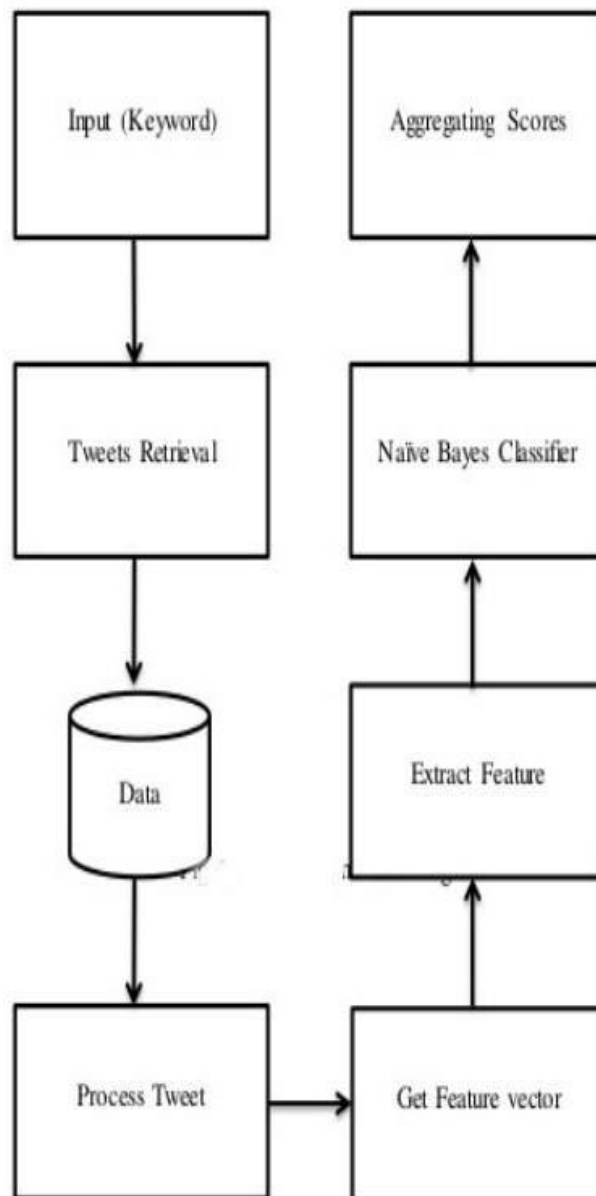 Input (Keyword)
Tweets Retrieval
Data
Process Tweet
Get Feature vector
Extract Feature
Naïve Bayes Classifier
Aggregating Scores